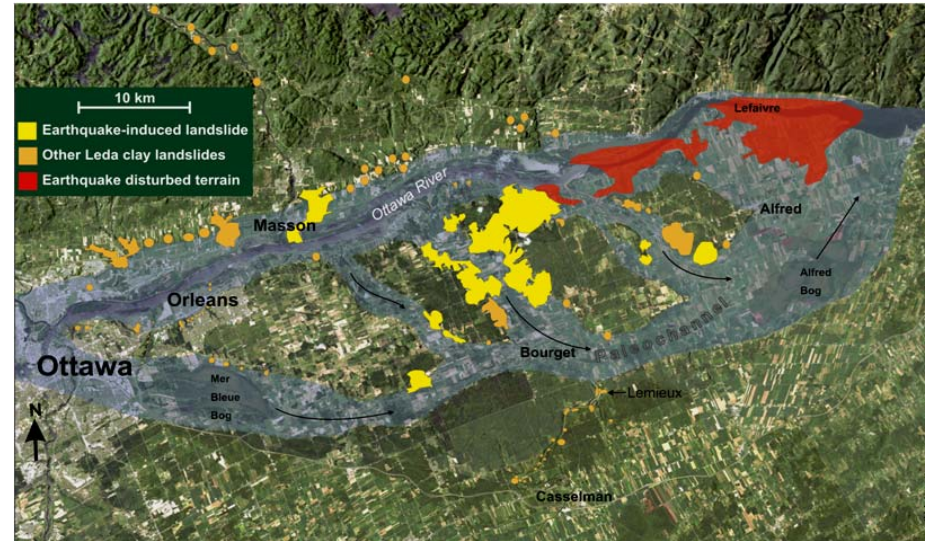 10 km
Earthquake-induced landslide
Other Leda clay landslides
Earthquake disturbed terrain
Lefaivre
Ottawa River
Masson
Alfred
Orleans
Alfred
Bog
Paleochannel
Bourget
Ottawa
Mer
Bleue
Bog
Lemieux
N
Casselman